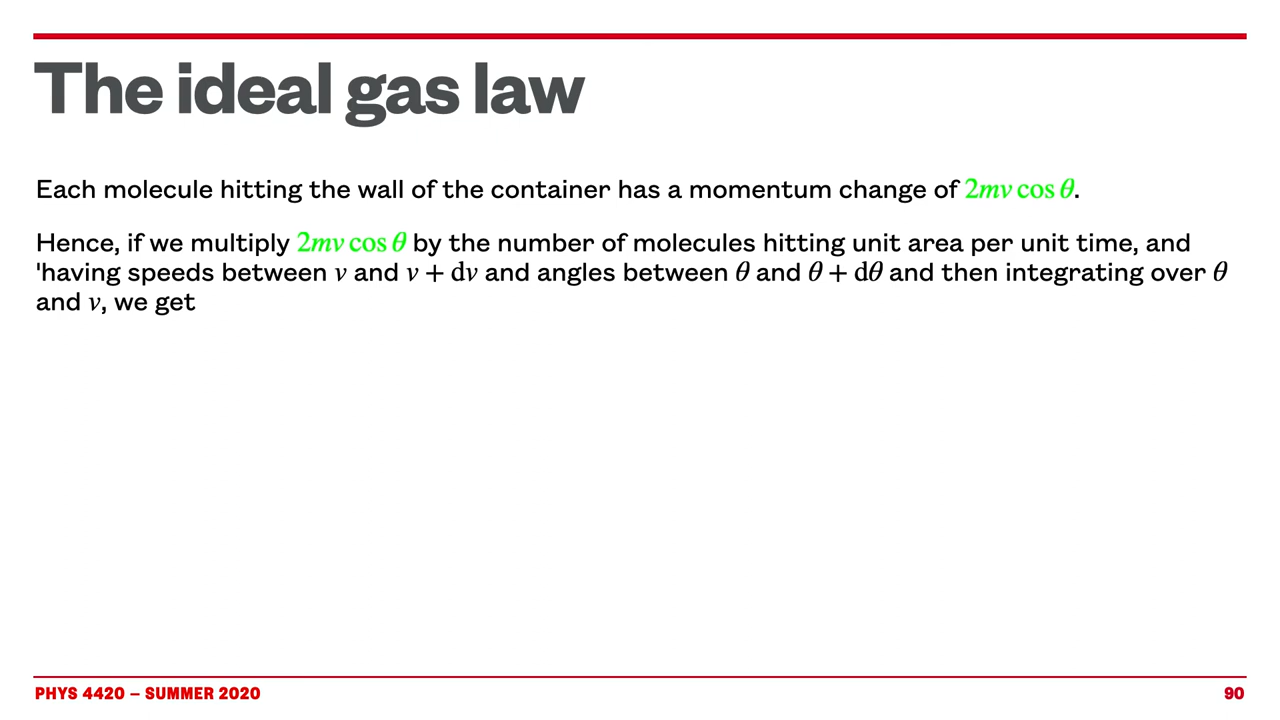 The ideal gas law
Each molecule hitting the wall of the container has a momentum change of 2mv cos θ.
Hence, if we multiply 2mv cos θ by the number of molecules hitting unit area per unit time, and
'having speeds between v and v + dv and angles between θ and θ + dθ and then integrating over θ
and v, we get
PHYS 4420 – SUMMER 2020
90